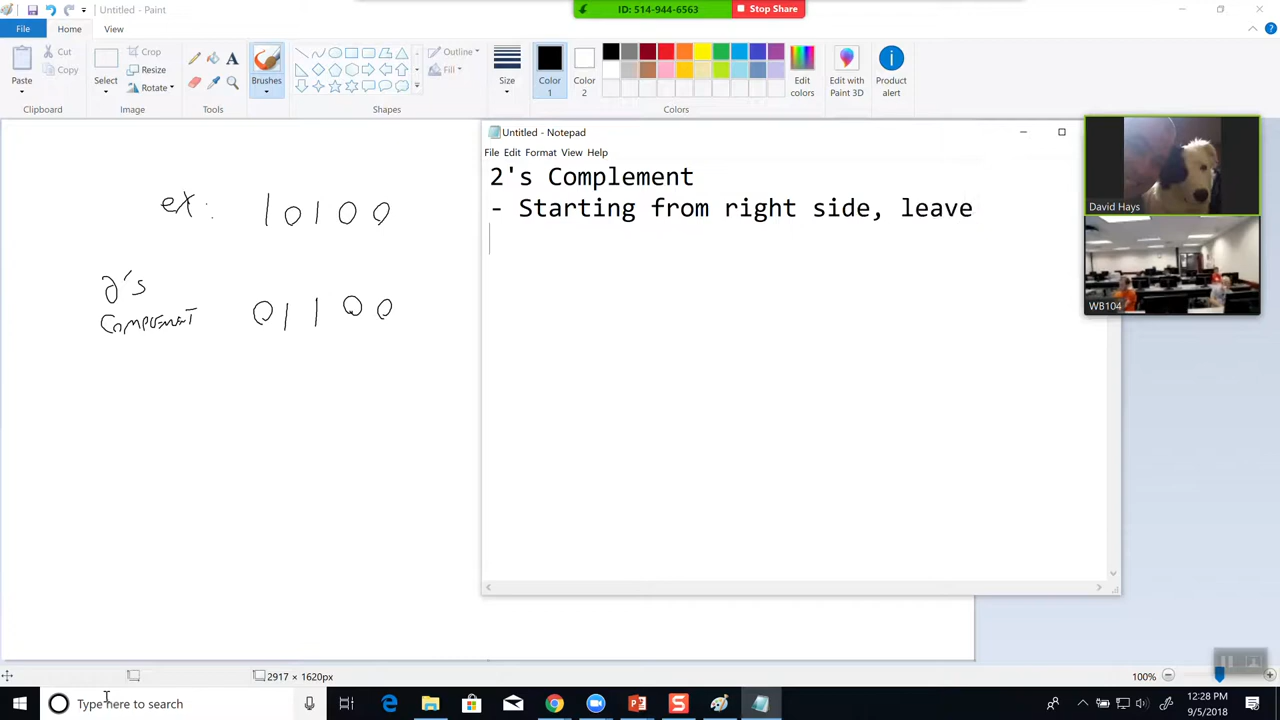 Untitled - Paint
ID: 514-944-6563
Stop Share
File
Home
View
Paste
Cut
Copy
Clipboard
Select
Crop
Resize
Rotate
Image
A
Tools
Brushes
Outline
Fill
Shapes
Size
Color
1
Color
2
Edit
colors
Colors
Edit with
Paint 3D
Product
alert
ex: 10100
2's
Complement 01100
Untitled - Notepad
File Edit Format View Help
2's Complement
- Starting from right side, leave
David Hays
WB104
2917 × 1620px
100%
Type here to search
12:28 PM
9/5/2018